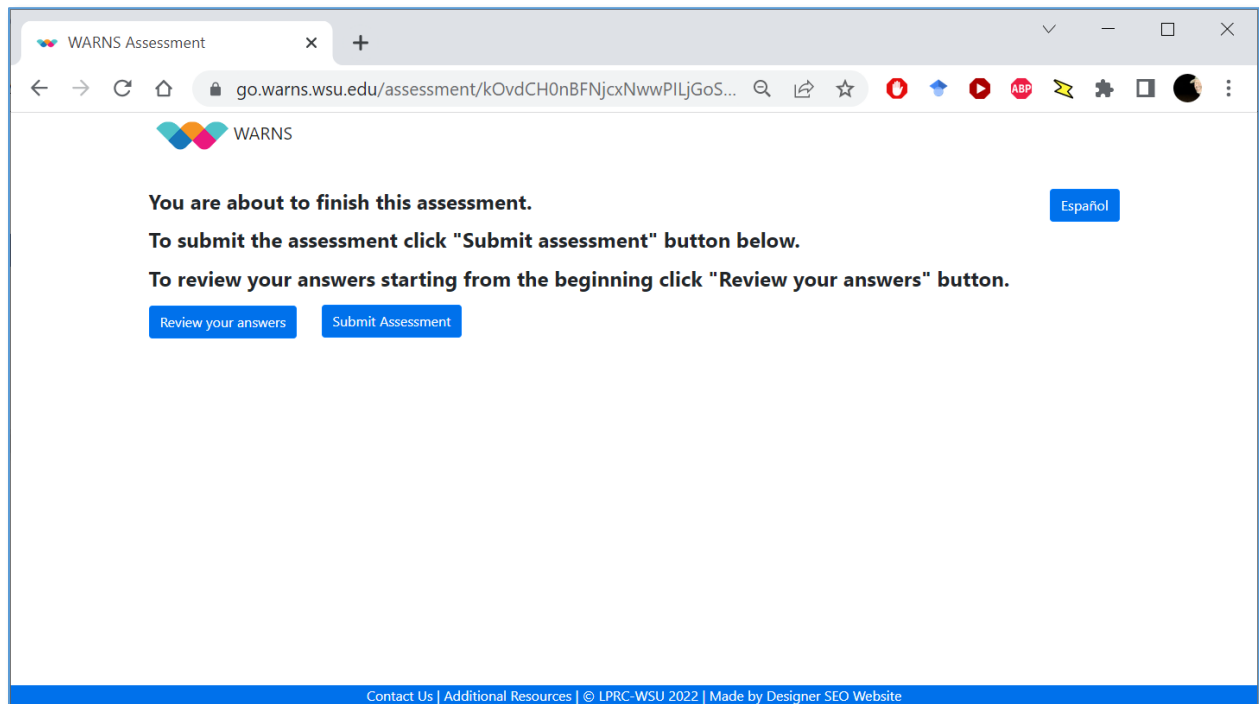 WARNS Assessment
go.warns.wsu.edu/assessment/kOvdCH0nBFNjcxNwwPILjGoS...
ABP
WARNS
You are about to finish this assessment.
Español
To submit the assessment click "Submit assessment" button below.
To review your answers starting from the beginning click "Review your answers" button.
Review your answers Submit Assessment
Contact Us | Additional Resources | © LPRC-WSU 2022 | Made by Designer SEO Website